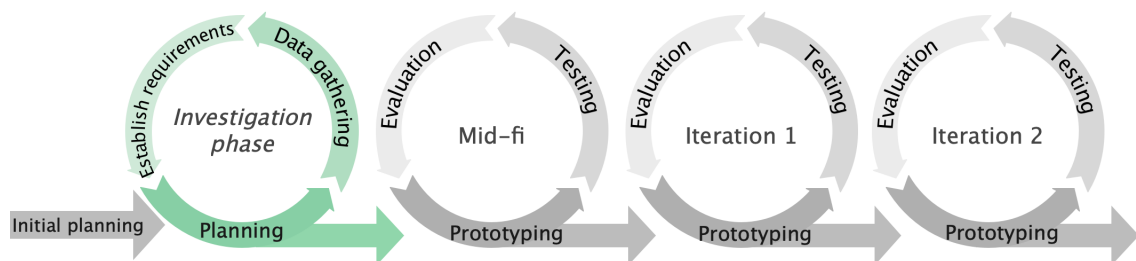 Initial planning
Establish requirements
Data gathering
Investigation
phase
Planning
Evaluation
Testing
Mid-fi
Prototyping
Evaluation
Testing
Iteration 1
Prototyping
Evaluation
Testing
Iteration 2
Prototyping